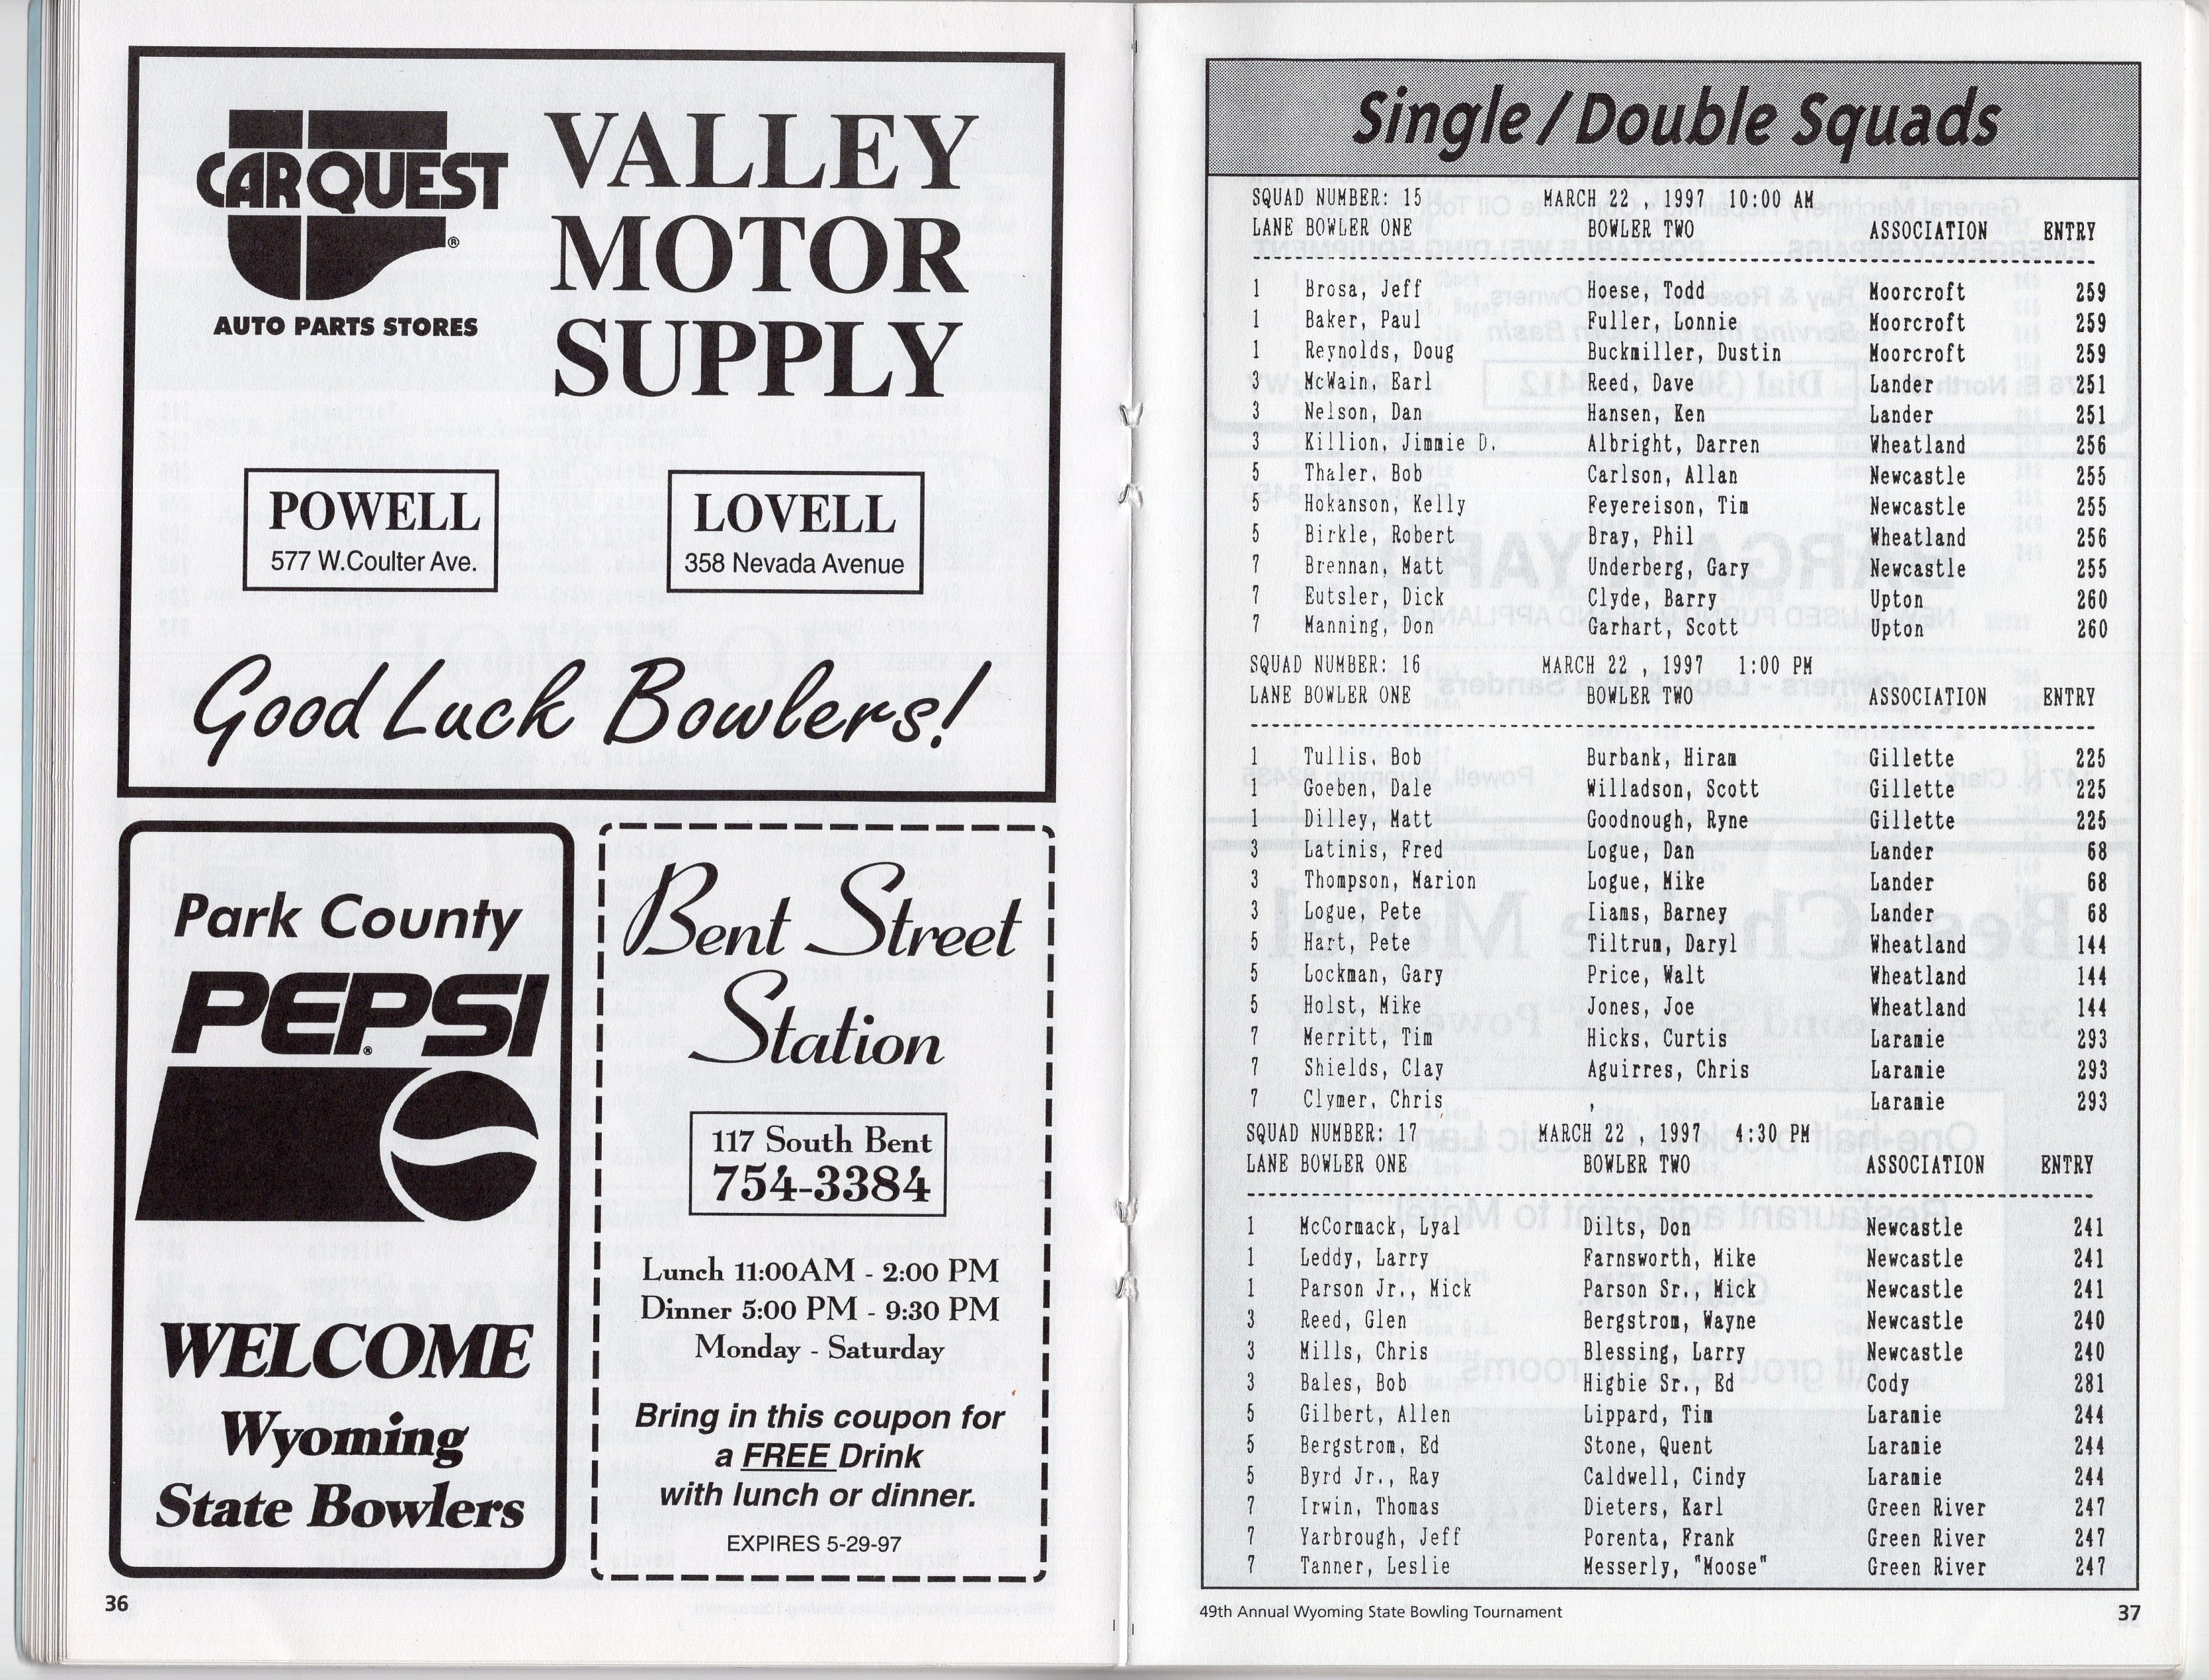 CARQUEST
®
AUTO PARTS STORES
VALLEY
MOTOR
SUPPLY
POWELL
577 W.Coulter Ave.
LOVELL
358 Nevada Avenue
Good Luck Bowlers!
Park County
PEPSI
®
WELCOME
Wyoming
State Bowlers
Bent Street
Station
117 South Bent
754-3384
Lunch 11:00AM - 2:00 PM
Dinner 5:00 PM - 9:30 PM
Monday - Saturday
Bring in this coupon for
a FREE Drink
with lunch or dinner.
EXPIRES 5-29-97
36
Single / Double Squads
SQUAD NUMBER: 15 MARCH 22 , 1997 10:00 AM
LANE BOWLER ONE BOWLER TWO ASSOCIATION ENTRY
1 Brosa, Jeff Hoese, Todd Moorcroft 259
1 Baker, Paul Fuller, Lonnie Moorcroft 259
1 Reynolds, Doug Buckmiller, Dustin Moorcroft 259
3 McWain, Earl Reed, Dave Lander 251
3 Nelson, Dan Hansen, Ken Lander 251
3 Killion, Jimmie D. Albright, Darren Wheatland 256
5 Thaler, Bob Carlson, Allan Newcastle 255
5 Hokanson, Kelly Feyereison, Tim Newcastle 255
5 Birkle, Robert Bray, Phil Wheatland 256
7 Brennan, Matt Underberg, Gary Newcastle 255
7 Eutsler, Dick Clyde, Barry Upton 260
7 Manning, Don Garhart, Scott Upton 260
SQUAD NUMBER: 16 MARCH 22 , 1997 1:00 PM
LANE BOWLER ONE BOWLER TWO ASSOCIATION ENTRY
1 Tullis, Bob Burbank, Hiram Gillette 225
1 Goeben, Dale Willadson, Scott Gillette 225
1 Dilley, Matt Goodnough, Ryne Gillette 225
3 Latinis, Fred Logue, Dan Lander 68
3 Thompson, Marion Logue, Mike Lander 68
3 Logue, Pete Iiams, Barney Lander 68
5 Hart, Pete Tiltrum, Daryl Wheatland 144
5 Lockman, Gary Price, Walt Wheatland 144
5 Holst, Mike Jones, Joe Wheatland 144
7 Merritt, Tim Hicks, Curtis Laramie 293
7 Shields, Clay Aguirres, Chris Laramie 293
7 Clymer, Chris , Laramie 293
SQUAD NUMBER: 17 MARCH 22 , 1997 4:30 PM
LANE BOWLER ONE BOWLER TWO ASSOCIATION ENTRY
1 McCormack, Lyal Dilts, Don Newcastle 241
1 Leddy, Larry Farnsworth, Mike Newcastle 241
1 Parson Jr., Mick Parson Sr., Mick Newcastle 241
3 Reed, Glen Bergstrom, Wayne Newcastle 240
3 Mills, Chris Blessing, Larry Newcastle 240
3 Bales, Bob Higbie Sr., Ed Cody 281
5 Gilbert, Allen Lippard, Tim Laramie 244
5 Bergstrom, Ed Stone, Quent Laramie 244
5 Byrd Jr., Ray Caldwell, Cindy Laramie 244
7 Irwin, Thomas Dieters, Karl Green River 247
7 Yarbrough, Jeff Porenta, Frank Green River 247
7 Tanner, Leslie Messerly, "Moose" Green River 247
49th Annual Wyoming State Bowling Tournament
37